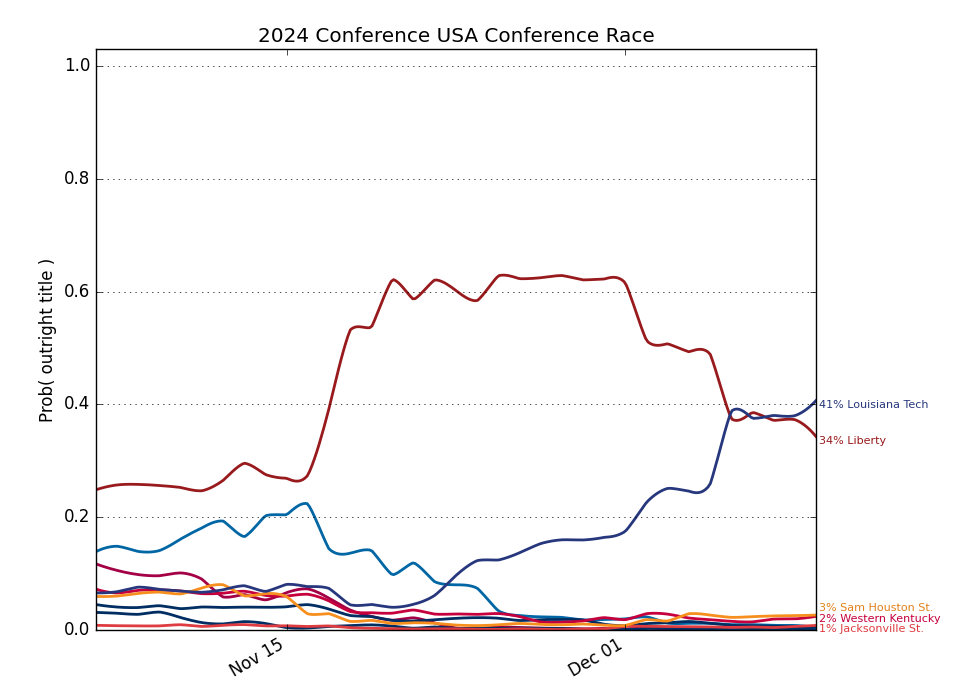 2024 Conference USA Conference Race
Prob( outright title )
1.0
0.8
0.6
0.4
0.2
0.0
41% Louisiana Tech
34% Liberty
3% Sam Houston St.
2% Western Kentucky
1% Jacksonville St.
Nov 15
Dec 01